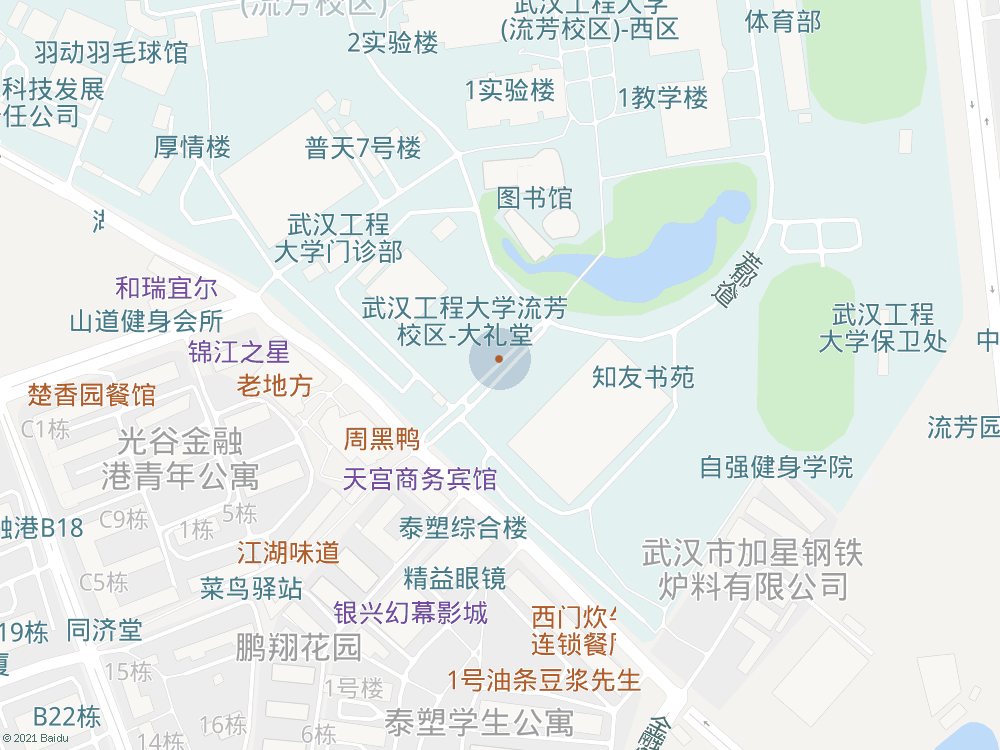 (流芳校区)
武汉工程大学
(流芳校区)-西区
体育部
2实验楼
羽动羽毛球馆
科技发展
任公司
1实验楼
1教学楼
厚情楼
普天7号楼
图书馆
武汉工程
大学门诊部
和瑞宜尔
山道健身会所
武汉工程大学流芳
校区-大礼堂
武汉工程
大学保卫处
中
锦江之星
老地方
知友书苑
楚香园餐馆
C1栋
光谷金融
港青年公寓
周黑鸭
流芳园
天宫商务宾馆
自强健身学院
C9栋
5栋
1栋
融港B18
泰塑综合楼
江湖味道
武汉市加星钢铁
炉料有限公司
C5栋
菜鸟驿站
精益眼镜
银兴幻幕影城
西门炊
连锁餐厅
19栋
同济堂
鹏翔花园
厦
15栋
1号楼
1号油条豆浆先生
B22栋
16栋
泰塑学生公寓
14栋
6栋
金融
© 2021 Baidu